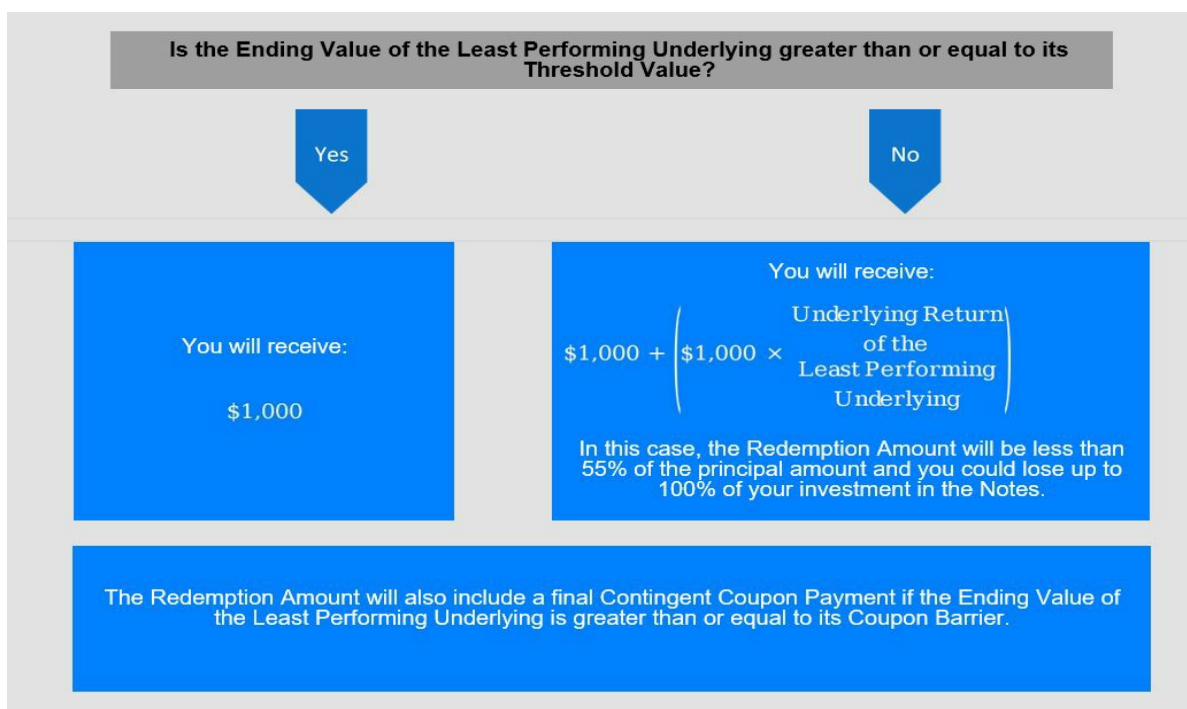 Is the Ending Value of the Least Performing Underlying greater than or equal to its
Threshold Value?
Yes
No
You will receive:
$1,000
You will receive:
$1,000 + ($1,000 × Underlying Return
of the
Least Performing
Underlying)
In this case, the Redemption Amount will be less than
55% of the principal amount and you could lose up to
100% of your investment in the Notes.
The Redemption Amount will also include a final Contingent Coupon Payment if the Ending Value of
the Least Performing Underlying is greater than or equal to its Coupon Barrier.